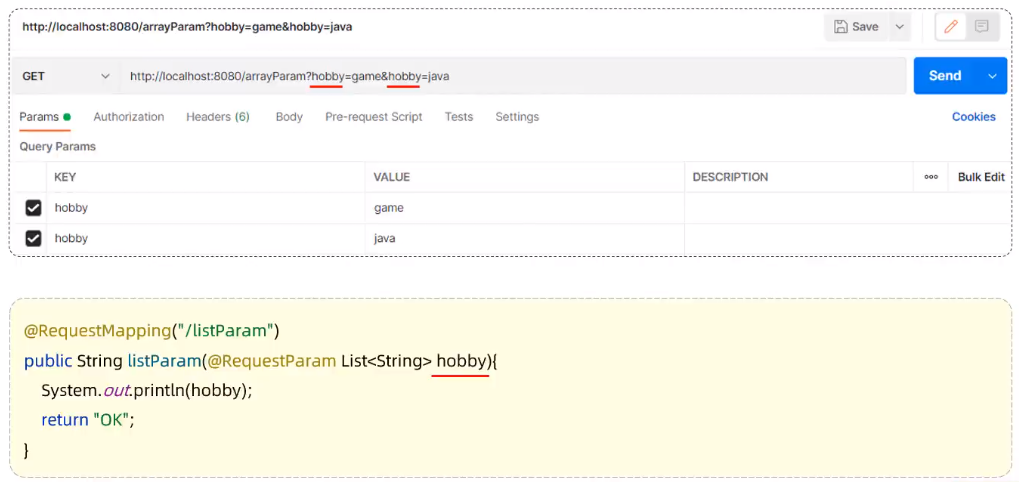 http://localhost:8080/arrayParam?hobby=game&hobby=java Save
GET http://localhost:8080/arrayParam?hobby=game&hobby=java Send
Params Authorization Headers (6) Body Pre-request Script Tests Settings Cookies
Query Params
KEY VALUE DESCRIPTION ooo Bulk Edit
hobby game
hobby java
@RequestMapping("/listParam")
public String listParam(@RequestParam List<String> hobby){
System.out.println(hobby);
return "OK";
}